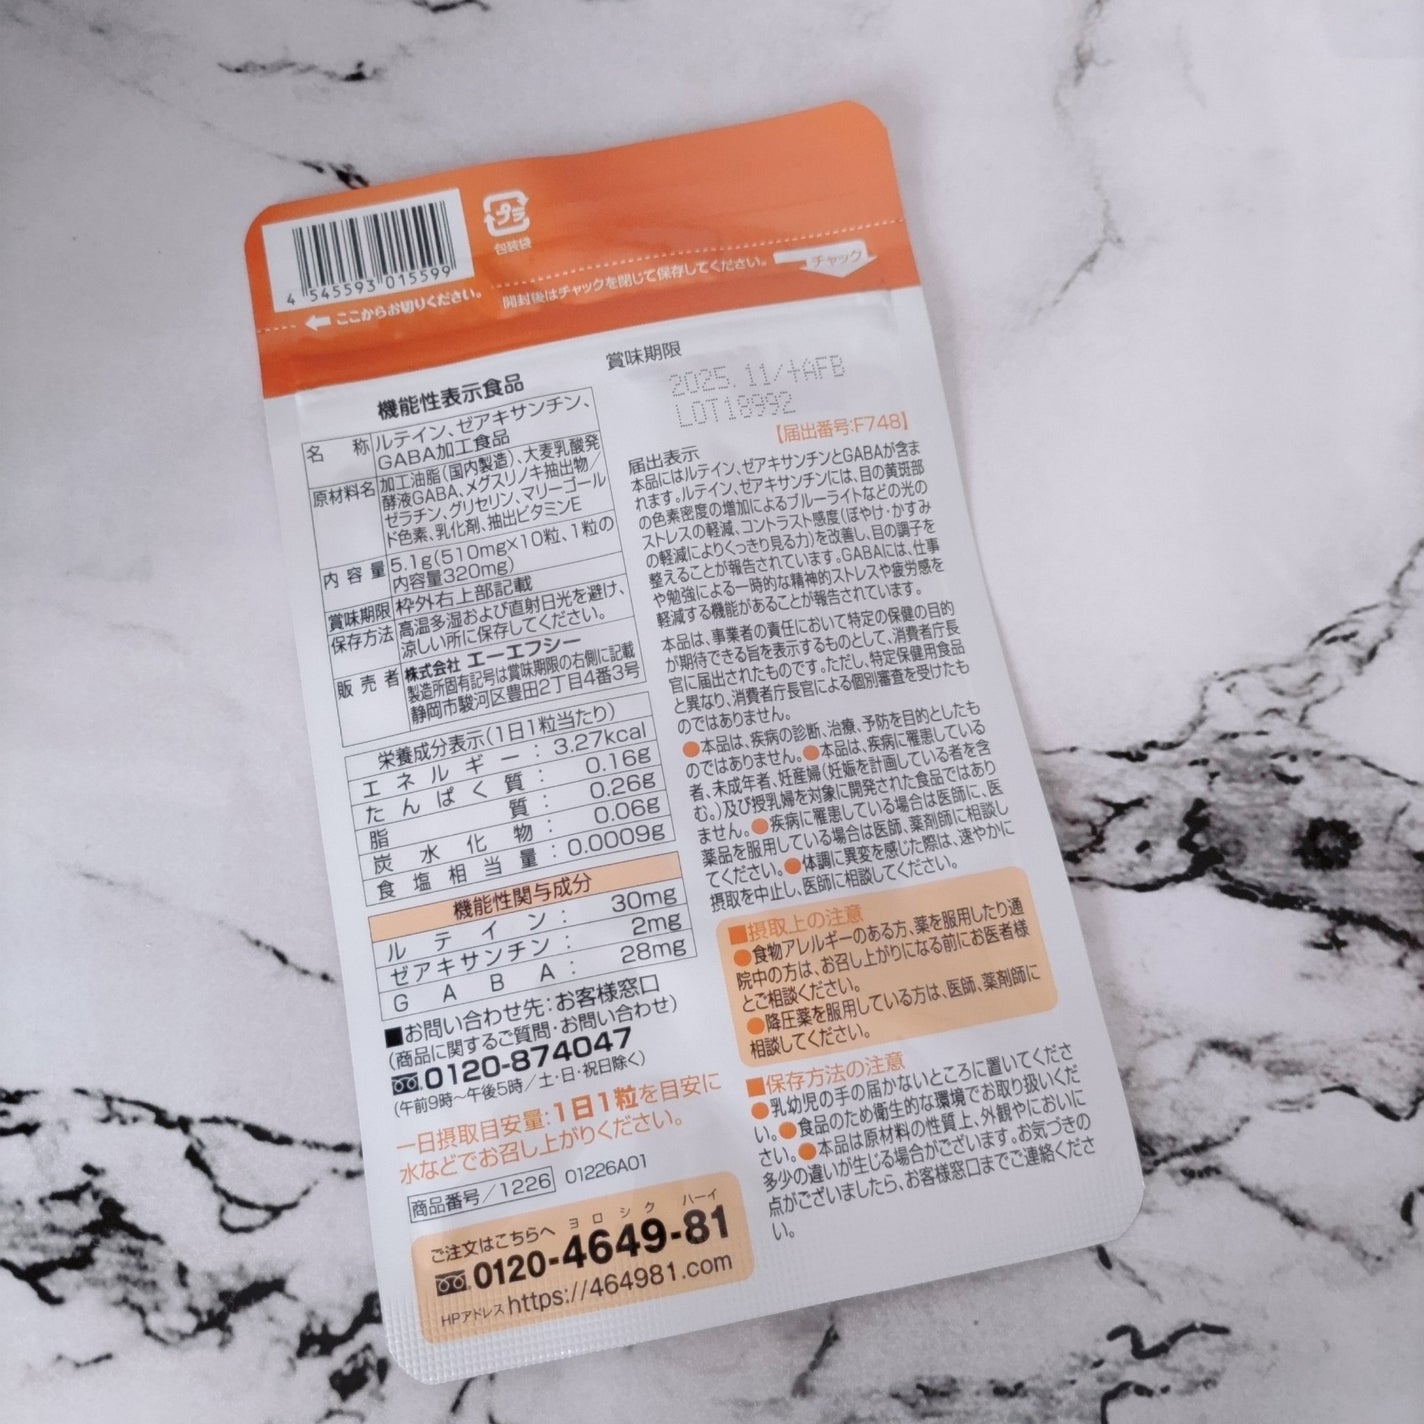 プラ
包装袋
4 545593 015599
ここからお切りください。
開封後はチャックを閉じて保存してください。
チャック
賞味期限
2025.11/+AFB
LOT18992
機能性表示食品
名称 ルテイン、ゼアキサンチン、
GABA加工食品
原材料名 加工油脂(国内製造)、大麦乳酸発
酵液GABA、メグスリノキ抽出物/
ゼラチン、グリセリン、マリーゴール
ド色素、乳化剤、抽出ビタミンE
内容量 5.1g(510mg×10粒、1粒の
内容量320mg)
賞味期限 枠外右上部記載
保存方法 高温多湿および直射日光を避け、
涼しい所に保存してください。
販売者 株式会社 エーエフシー
製造所固有記号は賞味期限の右側に記載
静岡市駿河区豊田2丁目4番3号
栄養成分表示(1日1粒当たり)
エネルギー: 3.27kcal
たんぱく質: 0.16g
脂質: 0.26g
炭水化物: 0.06g
食塩相当量: 0.0009g
機能性関与成分
ルテイン: 30mg
ゼアキサンチン: 2mg
GABA: 28mg
■お問い合わせ先:お客様窓口
(商品に関するご質問・お問い合わせ)
0120-874047
(午前9時〜午後5時/土・日・祝日除く)
一日摂取目安量:1日1粒を目安に
水などでお召し上がりください。
商品番号/1226 01226A01
ご注文はこちらへ ヨロシク ハーイ
0120-4649-81
HPアドレス https://464981.com
【届出番号:F748】
届出表示
本品にはルテイン、ゼアキサンチンとGABAが含ま
れます。ルテイン、ゼアキサンチンには、目の黄斑部
の色素密度の増加によるブルーライトなどの光の
ストレスの軽減、コントラスト感度(ぼやけ・かすみ
の軽減によりくっきり見る力)を改善し、目の調子を
整えることが報告されています。GABAには、仕事
や勉強による一時的な精神的ストレスや疲労感を
軽減する機能があることが報告されています。
本品は、事業者の責任において特定の保健の目的
が期待できる旨を表示するものとして、消費者庁長
官に届出されたものです。ただし、特定保健用食品
と異なり、消費者庁長官による個別審査を受けたも
のではありません。
●本品は、疾病の診断、治療、予防を目的としたも
のではありません。●本品は、疾病に罹患している
者、未成年者、妊産婦(妊娠を計画している者を含
む。)及び授乳婦を対象に開発された食品ではあり
ません。●疾病に罹患している場合は医師に、医
薬品を服用している場合は医師、薬剤師に相談し
てください。●体調に異変を感じた際は、速やかに
摂取を中止し、医師に相談してください。
■摂取上の注意
●食物アレルギーのある方、薬を服用したり通
院中の方は、お召し上がりになる前にお医者様
とご相談ください。
●降圧薬を服用している方は、医師、薬剤師に
相談してください。
■保存方法の注意
●乳幼児の手の届かないところに置いてくださ
い。●食品のため衛生的な環境でお取り扱いくだ
さい。●本品は原材料の性質上、外観やにおいに
多少の違いが生じる場合がございます。お気づきの
点がございましたら、お客様窓口までご連絡くださ
い。